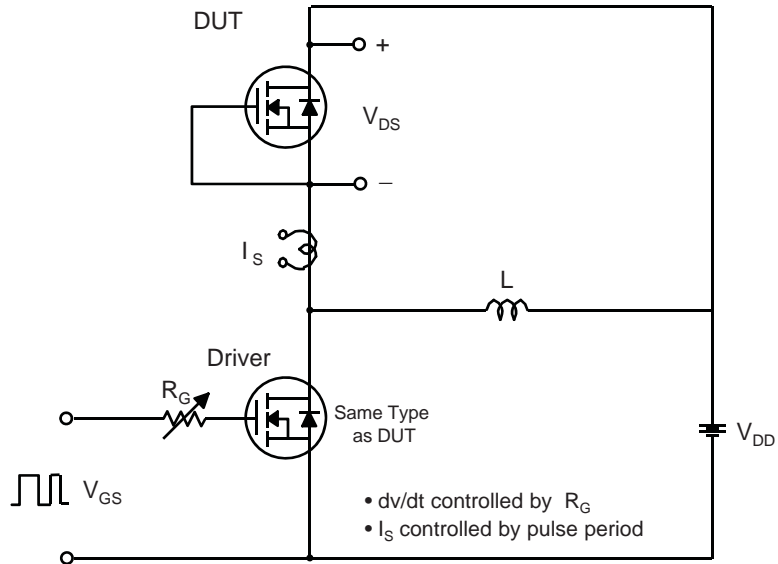 DUT
+
V_DS
−
I_S
L
Driver
R_G
Same Type
as DUT
V_DD
V_GS
• dv/dt controlled by R_G
• I_S controlled by pulse period